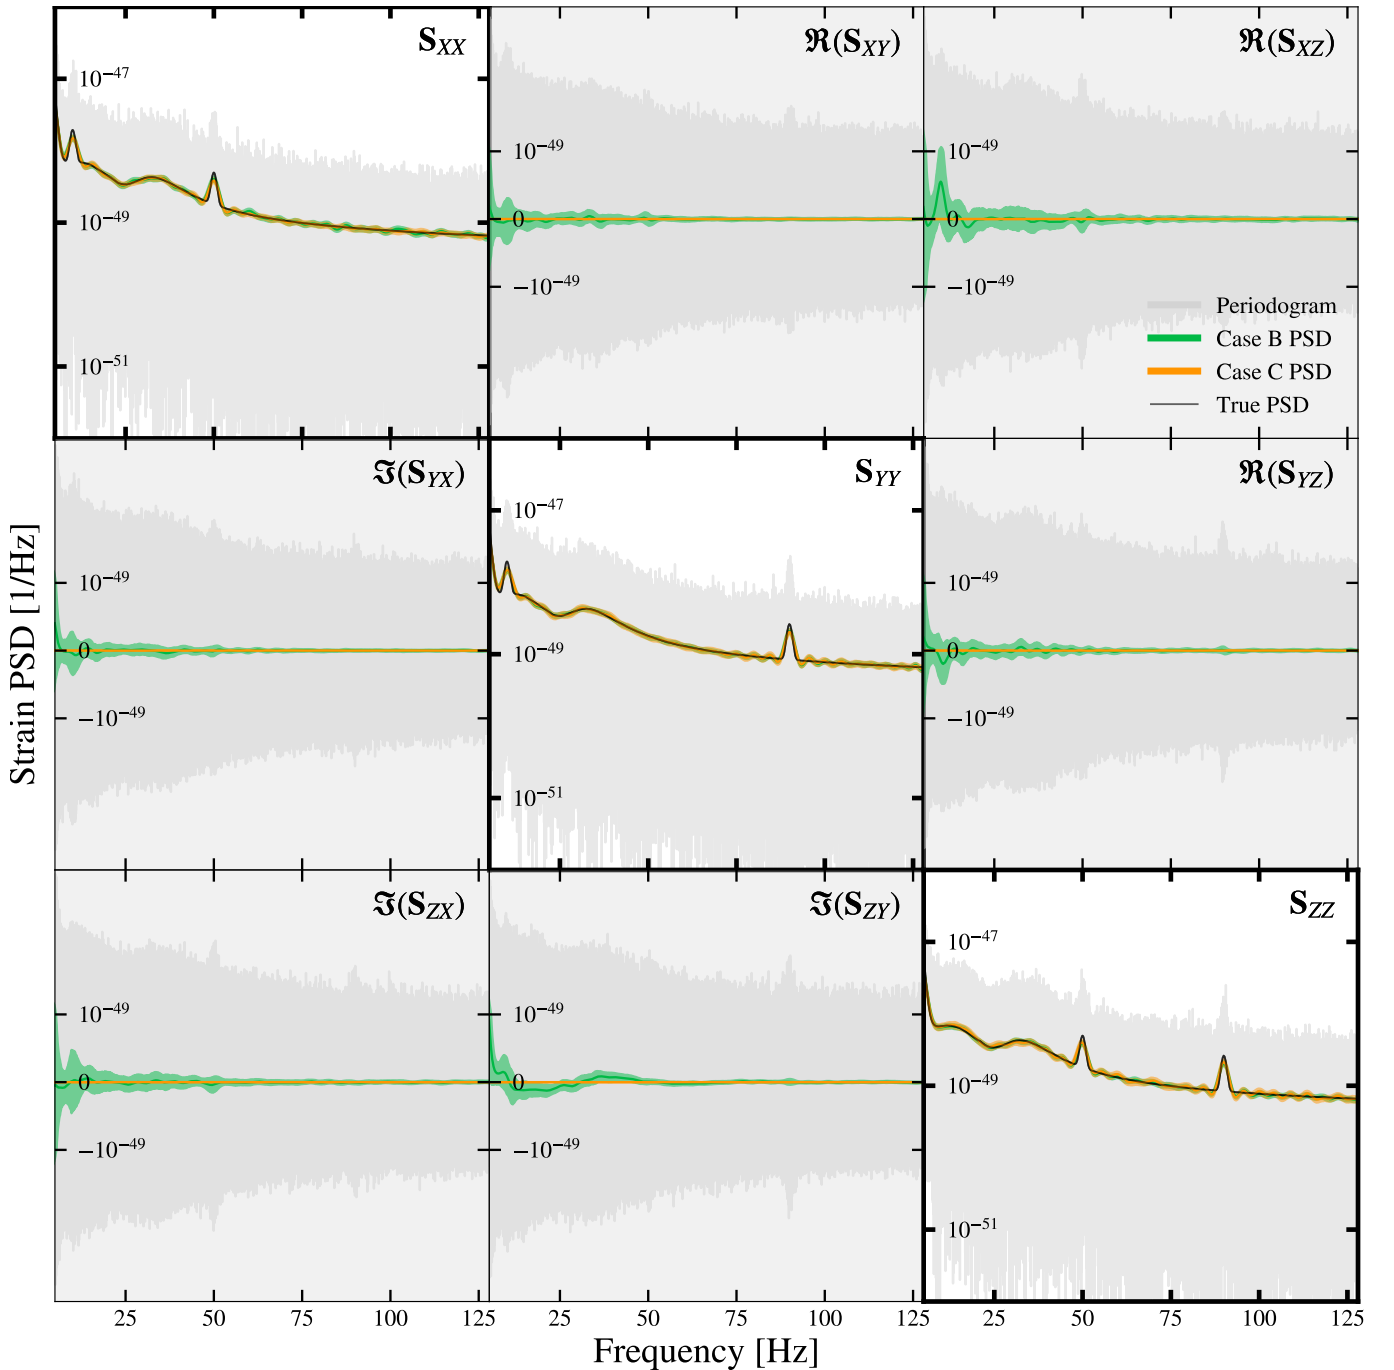 S_XX
10⁻⁴⁷
10⁻⁴⁹
10⁻⁵¹
ℜ(S_XY)
10⁻⁴⁹
0
−10⁻⁴⁹
ℜ(S_XZ)
10⁻⁴⁹
0
−10⁻⁴⁹
Periodogram
Case B PSD
Case C PSD
True PSD
ℑ(S_YX)
10⁻⁴⁹
0
−10⁻⁴⁹
S_YY
10⁻⁴⁷
10⁻⁴⁹
10⁻⁵¹
ℜ(S_YZ)
10⁻⁴⁹
0
−10⁻⁴⁹
Strain PSD [1/Hz]
ℑ(S_ZX)
10⁻⁴⁹
0
−10⁻⁴⁹
ℑ(S_ZY)
10⁻⁴⁹
0
−10⁻⁴⁹
S_ZZ
10⁻⁴⁷
10⁻⁴⁹
10⁻⁵¹
25 50 75 100 125 25 50 75 100 125 25 50 75 100 125
Frequency [Hz]